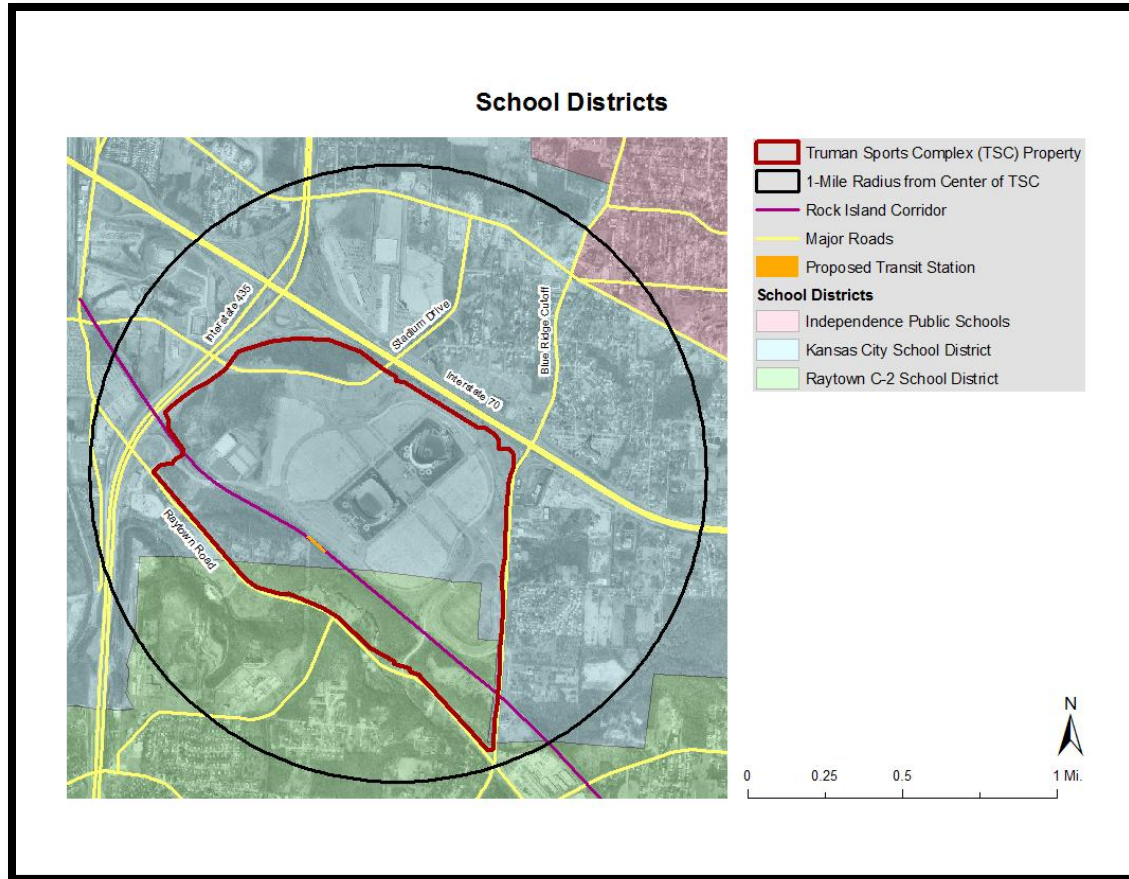 School Districts
Truman Sports Complex (TSC) Property
1-Mile Radius from Center of TSC
Rock Island Corridor
Major Roads
Proposed Transit Station
School Districts
Independence Public Schools
Kansas City School District
Raytown C-2 School District
Interstate 435
Stadium Drive
Blue Ridge Cutoff
Interstate 70
Raytown Road
N
0 0.25 0.5 1 Mi.